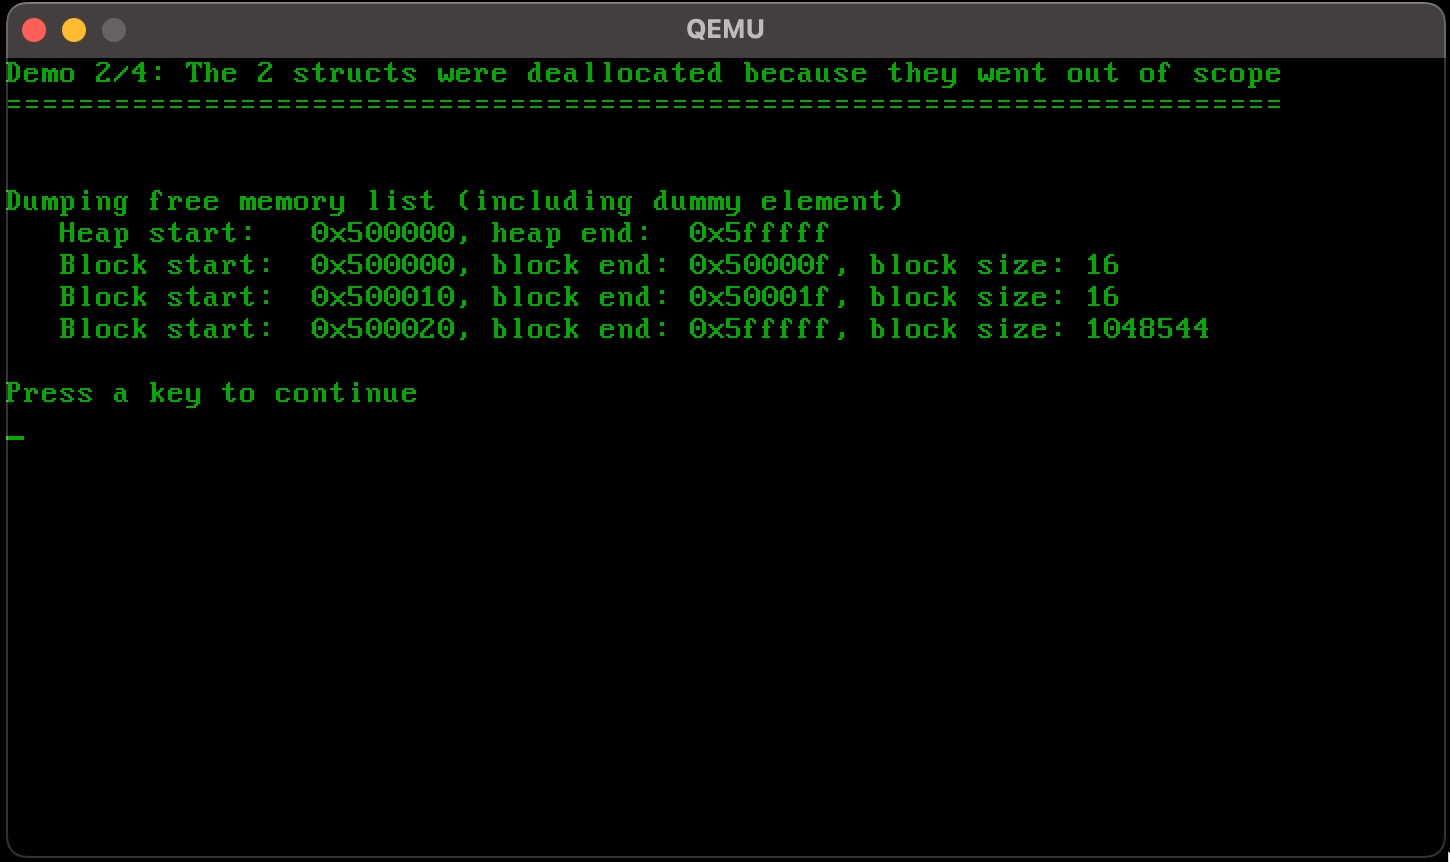 QEMU
Demo 2/4: The 2 structs were deallocated because they went out of scope
=======================================================================
Dumping free memory list (including dummy element)
   Heap start:   0x500000, heap end:  0x5fffff
   Block start:  0x500000, block end: 0x50000f, block size: 16
   Block start:  0x500010, block end: 0x50001f, block size: 16
   Block start:  0x500020, block end: 0x5fffff, block size: 1048544
Press a key to continue
_